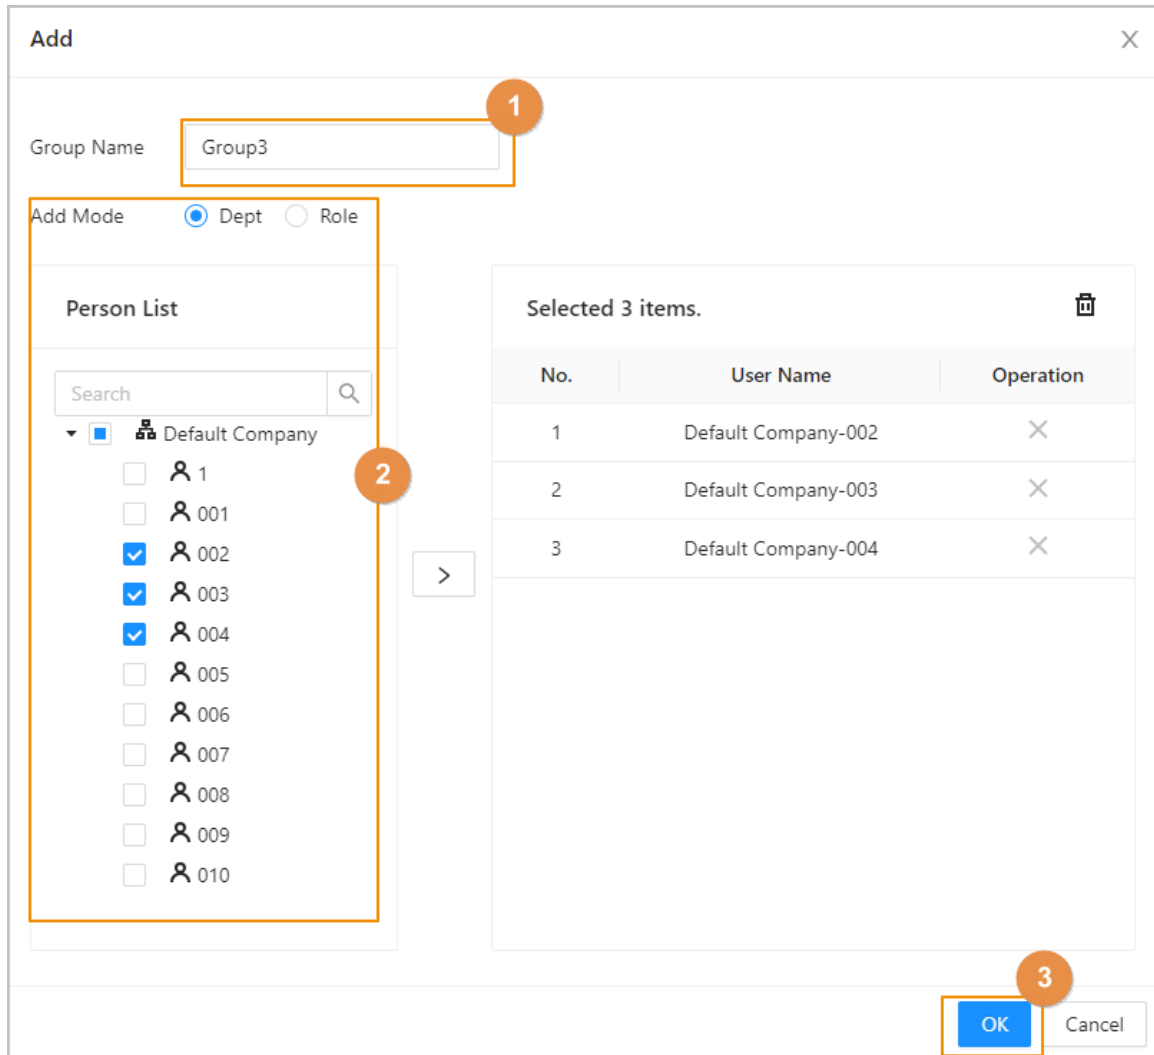 Add
1
Group Name Group3
Add Mode Dept Role
Person List
Search
Default Company
1
001
002
003
004
005
006
007
008
009
010
2
>
Selected 3 items.
No. User Name Operation
1 Default Company-002
2 Default Company-003
3 Default Company-004
3
OK Cancel